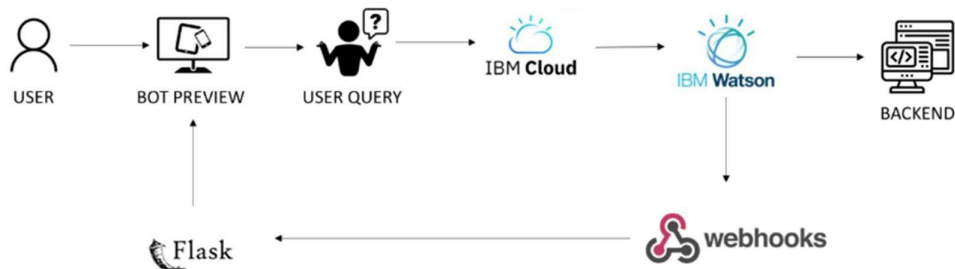 ?
</>
IBM Cloud
IBM Watson
USER
BOT PREVIEW
USER QUERY
BACKEND
Flask
webhooks